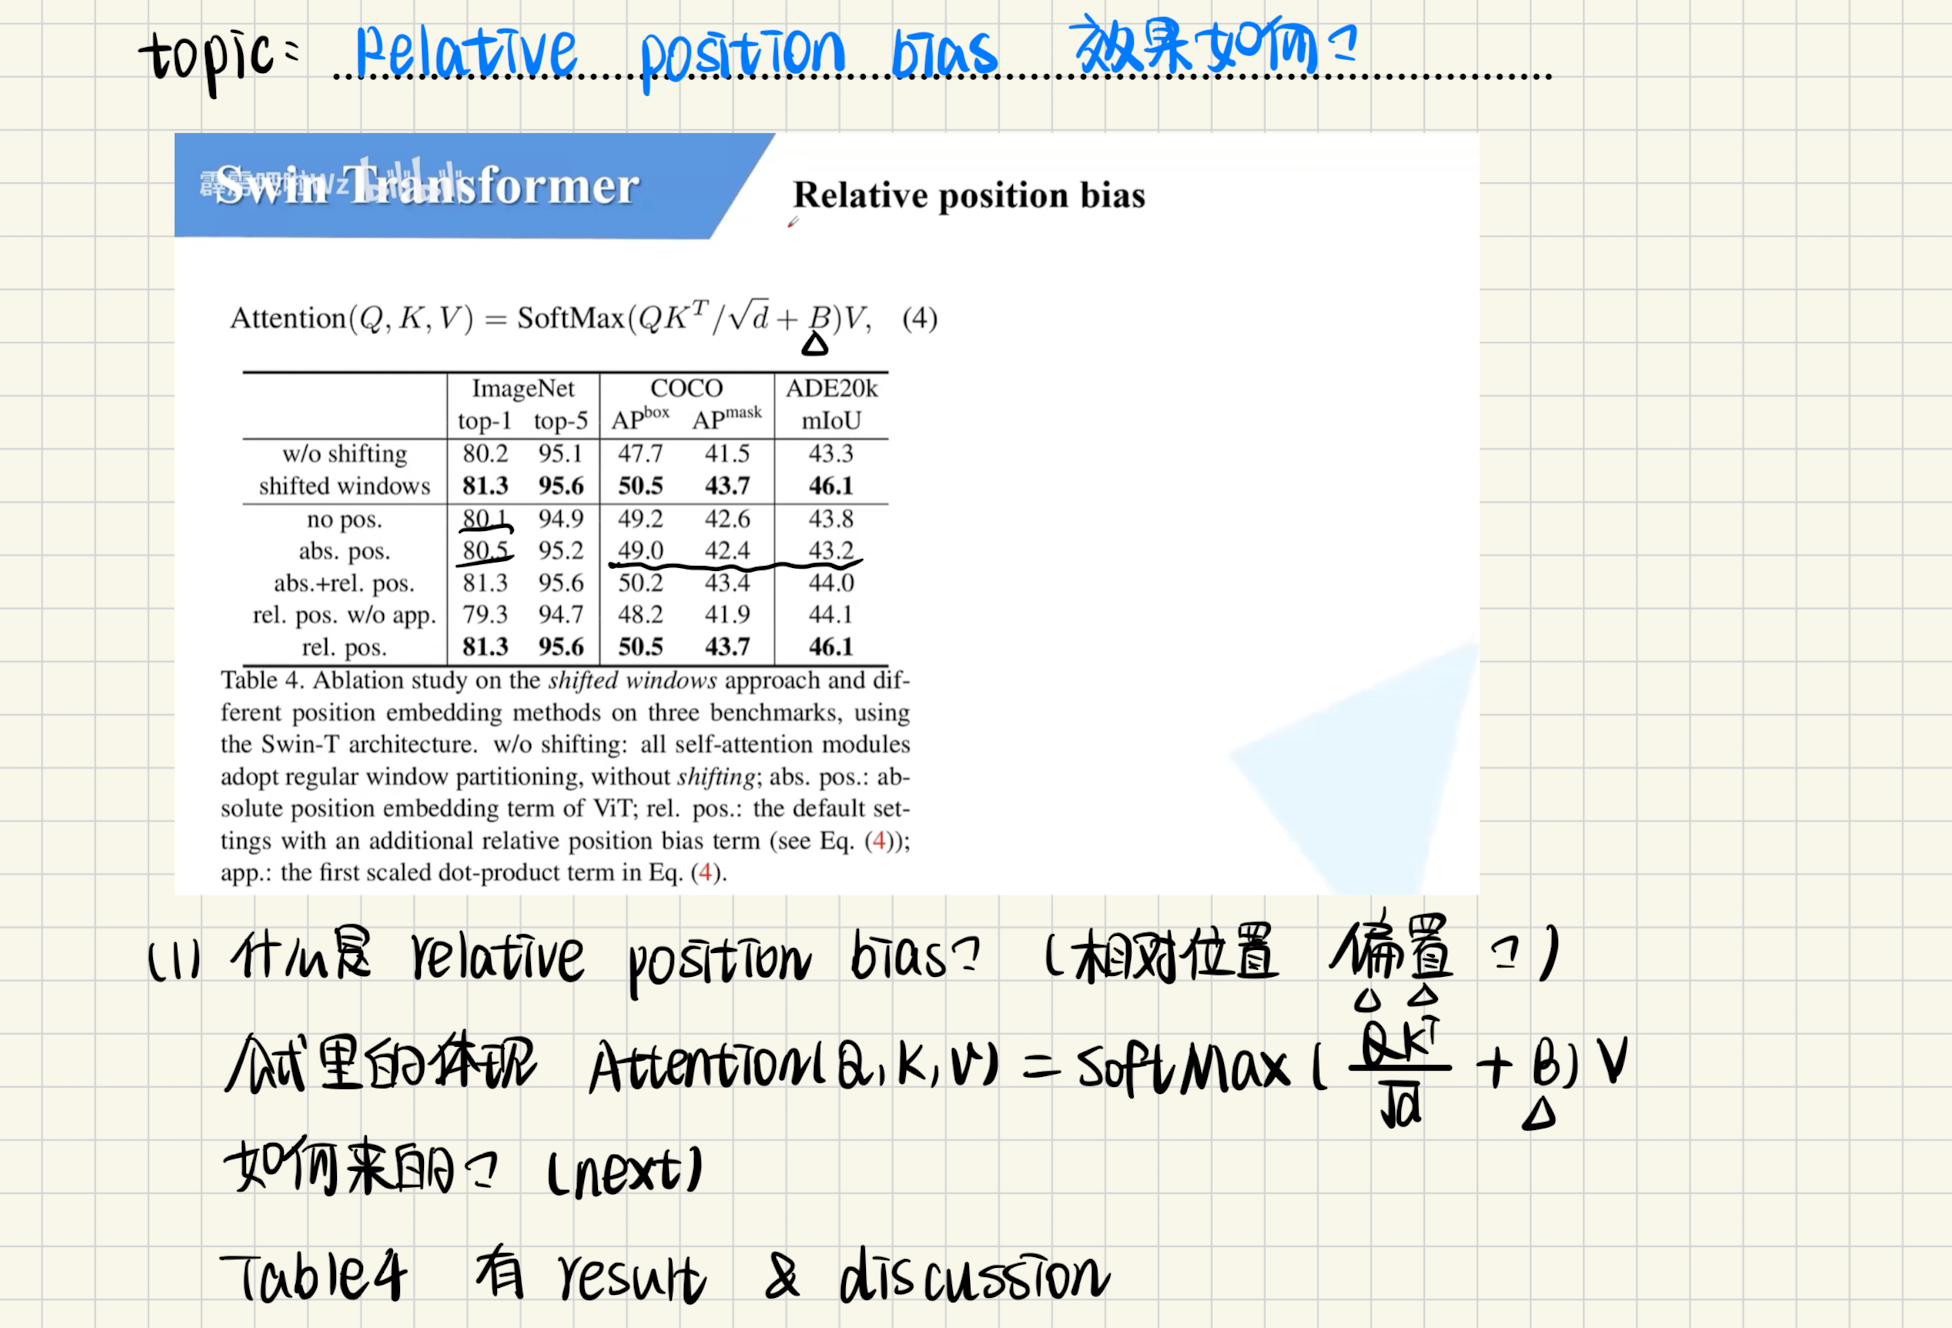 topic: Relative position bias 效果如何?
Swin Transformer
Relative position bias
Attention(Q, K, V) = SoftMax(QK^T/√d + B)V, (4)
△
ImageNet COCO ADE20k
top-1 top-5 AP^box AP^mask mIoU
w/o shifting 80.2 95.1 47.7 41.5 43.3
shifted windows 81.3 95.6 50.5 43.7 46.1
no pos. 80.1 94.9 49.2 42.6 43.8
abs. pos. 80.5 95.2 49.0 42.4 43.2
abs.+rel. pos. 81.3 95.6 50.2 43.4 44.0
rel. pos. w/o app. 79.3 94.7 48.2 41.9 44.1
rel. pos. 81.3 95.6 50.5 43.7 46.1
Table 4. Ablation study on the shifted windows approach and dif-
ferent position embedding methods on three benchmarks, using
the Swin-T architecture. w/o shifting: all self-attention modules
adopt regular window partitioning, without shifting; abs. pos.: ab-
solute position embedding term of ViT; rel. pos.: the default set-
tings with an additional relative position bias term (see Eq. (4));
app.: the first scaled dot-product term in Eq. (4).
(1) 什么是 relative position bias? (相对位置 偏置 ?)
△ △
公式里的体现 Attention(Q, K, V) = SoftMax(QK^T/√d + B)V
△
如何来的? (next)
Table4 有 result & discussion